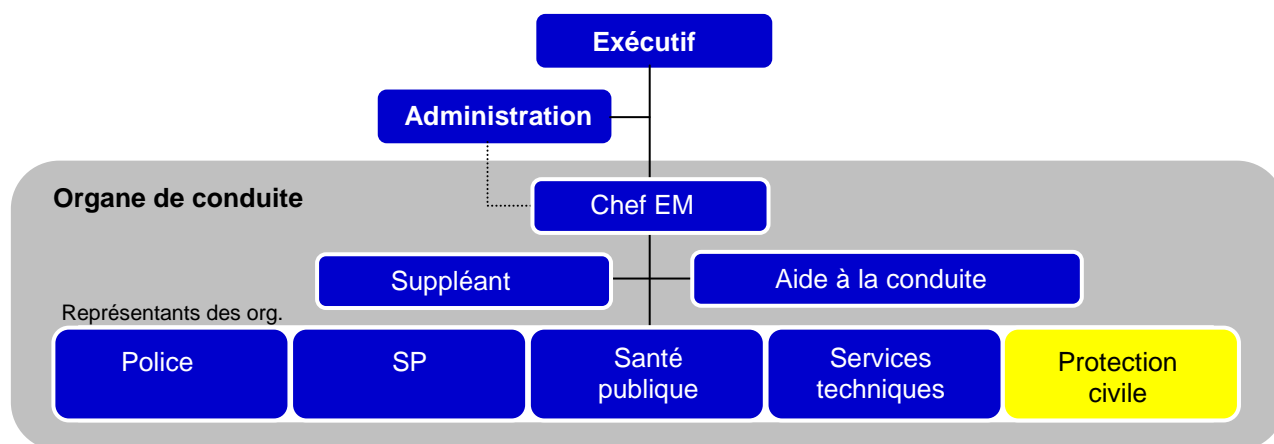 Exécutif
Administration
Organe de conduite
Chef EM
Suppléant
Aide à la conduite
Représentants des org.
Police
SP
Santé
publique
Services
techniques
Protection
civile